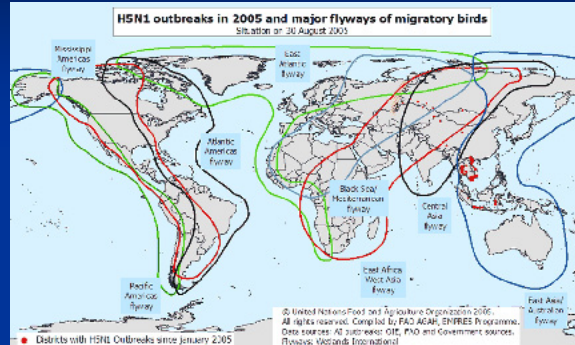 H5N1 outbreaks in 2005 and major flyways of migratory birds
Situation on 30 August 2005
Mississippi
Americas
flyway
East
Atlantic
flyway
Atlantic
Americas
flyway
Black Sea/
Mediterranean
flyway
Central
Asia
flyway
East Africa
West Asia
flyway
Pacific
Americas
flyway
East Asia/
Australian
flyway
Districts with H5N1 Outbreaks since January 2005
© United Nations Food and Agriculture Organization 2005.
All rights reserved. Compiled by FAO AGAH, EMPRES Programme.
Data sources: AI outbreaks: OIE, FAO and Government sources.
Flyways: Wetlands International